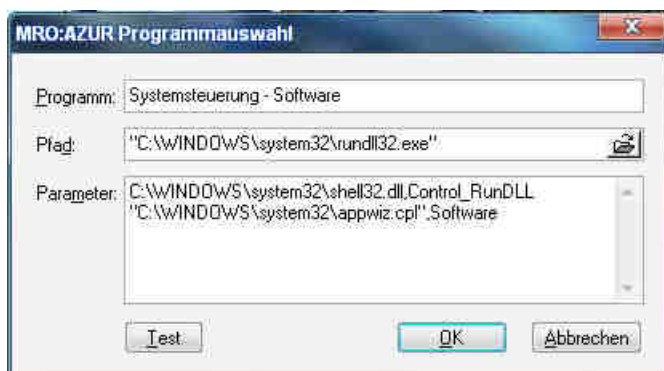 MRO:AZUR Programmauswahl
Programm: Systemsteuerung - Software
Pfad: "C:\WINDOWS\system32\rundll32.exe"
Parameter: C:\WINDOWS\system32\shell32.dll,Control_RunDLL
"C:\WINDOWS\system32\appwiz.cpl",Software
Test
OK
Abbrechen